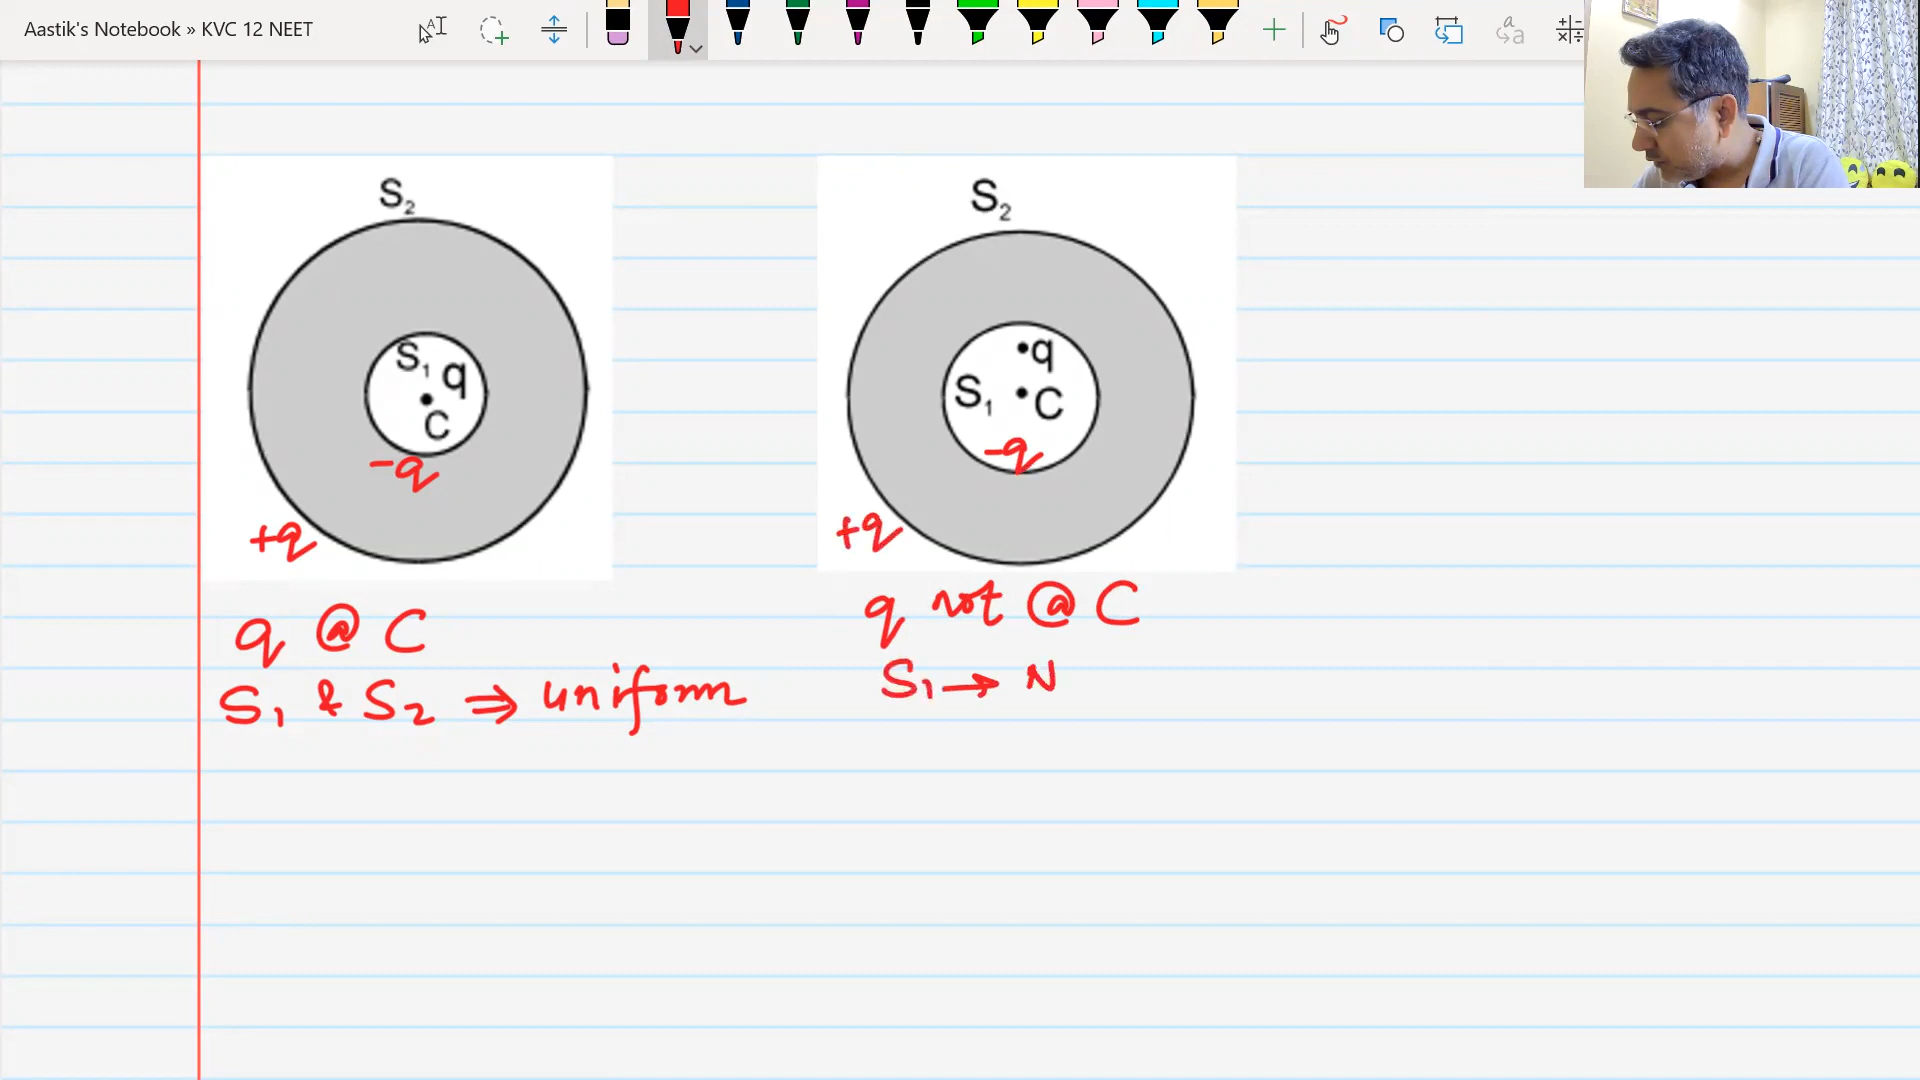 Aastik's Notebook » KVC 12 NEET
S₂
S₁ q
C
-q
+q
q @ C
S₁ & S₂ ⇒ uniform
S₂
q
S₁ C
-q
+q
q not @ C
S₁ → N